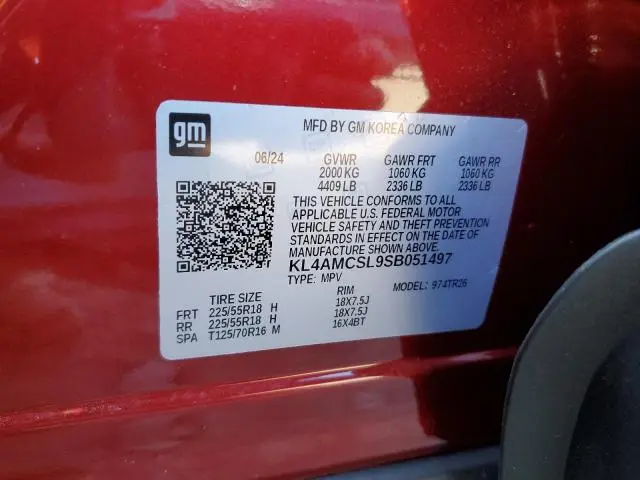 gm
MFD BY GM KOREA COMPANY
06/24 GVWR GAWR FRT GAWR RR
2000 KG 1060 KG 1060 KG
4409 LB 2336 LB 2336 LB
THIS VEHICLE CONFORMS TO ALL
APPLICABLE U.S. FEDERAL MOTOR
VEHICLE SAFETY AND THEFT PREVENTION
STANDARDS IN EFFECT ON THE DATE OF
MANUFACTURE SHOWN ABOVE.
KL4AMCSL9SB051497
TYPE: MPV MODEL: 974TR26
TIRE SIZE RIM
FRT 225/55R18 H 18X7.5J
RR 225/55R18 H 18X7.5J
SPA T125/70R16 M 16X4BT